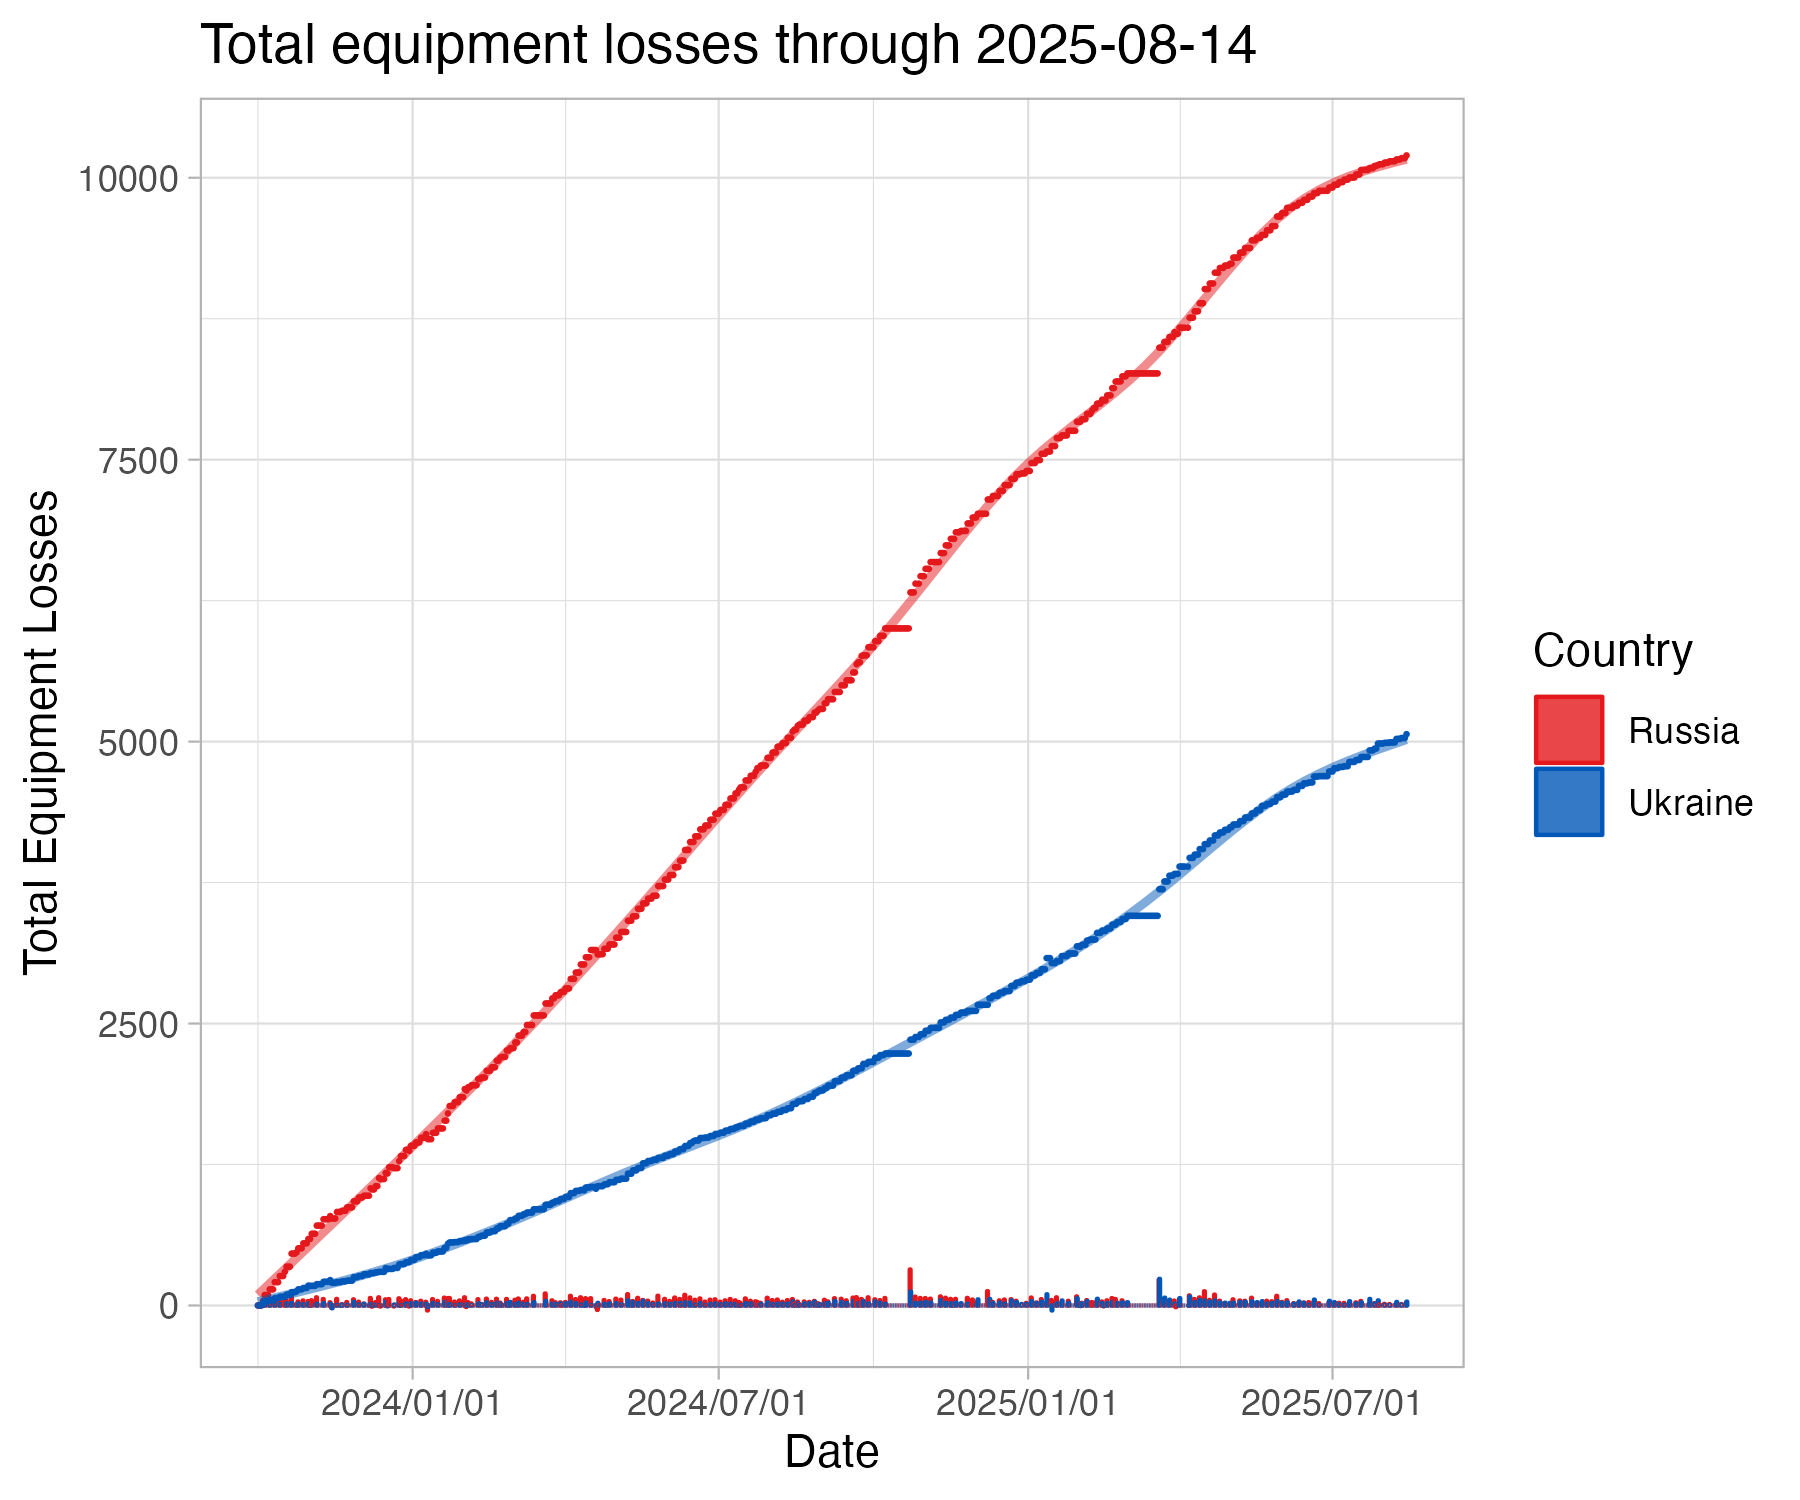 Total equipment losses through 2025-08-14
Total Equipment Losses
10000
7500
5000
2500
0
2024/01/01
2024/07/01
2025/01/01
2025/07/01
Date
Country
Russia
Ukraine